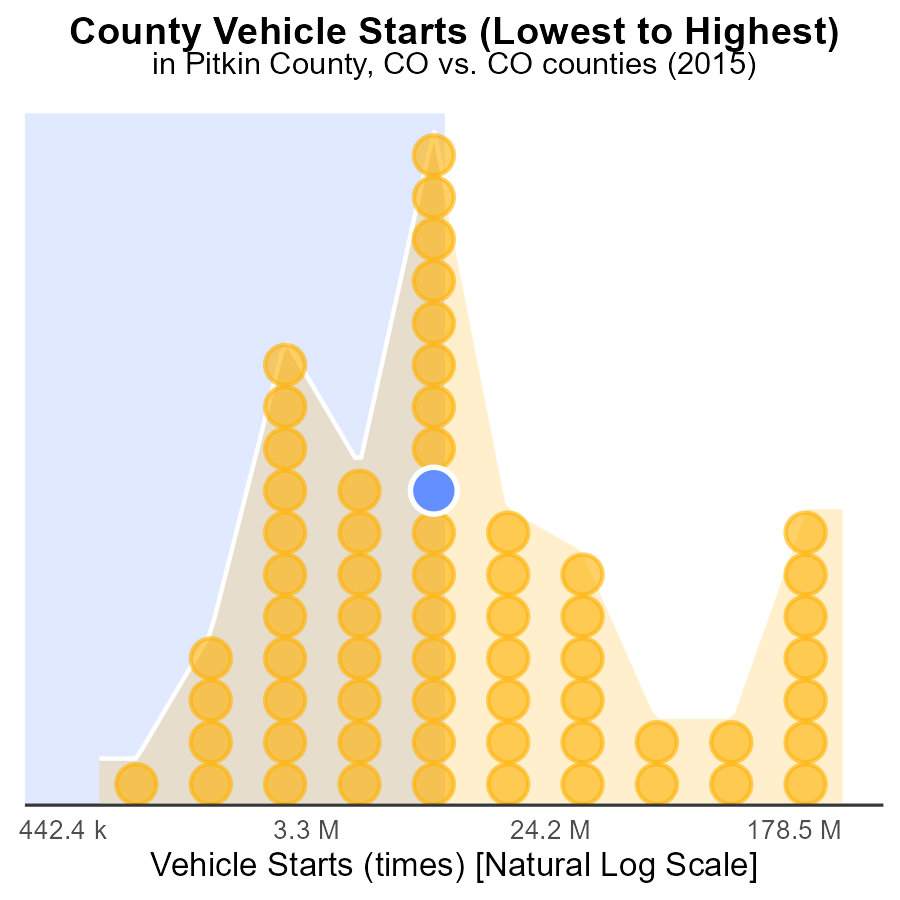 County Vehicle Starts (Lowest to Highest)
in Pitkin County, CO vs. CO counties (2015)
442.4 k 3.3 M 24.2 M 178.5 M
Vehicle Starts (times) [Natural Log Scale]